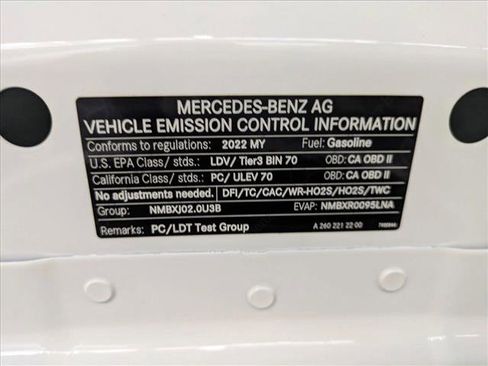 MERCEDES-BENZ AG
VEHICLE EMISSION CONTROL INFORMATION
Conforms to regulations: 2022 MY Fuel: Gasoline
U.S. EPA Class/ stds.: LDV/ Tier3 BIN 70 OBD: CA OBD II
California Class/ stds.: PC/ ULEV 70 OBD: CA OBD II
No adjustments needed. DFI/TC/CAC/WR-HO2S/HO2S/TWC
Group: NMBXJ02.0U3B EVAP: NMBXR0095LNA
Remarks: PC/LDT Test Group A 260 221 22 00